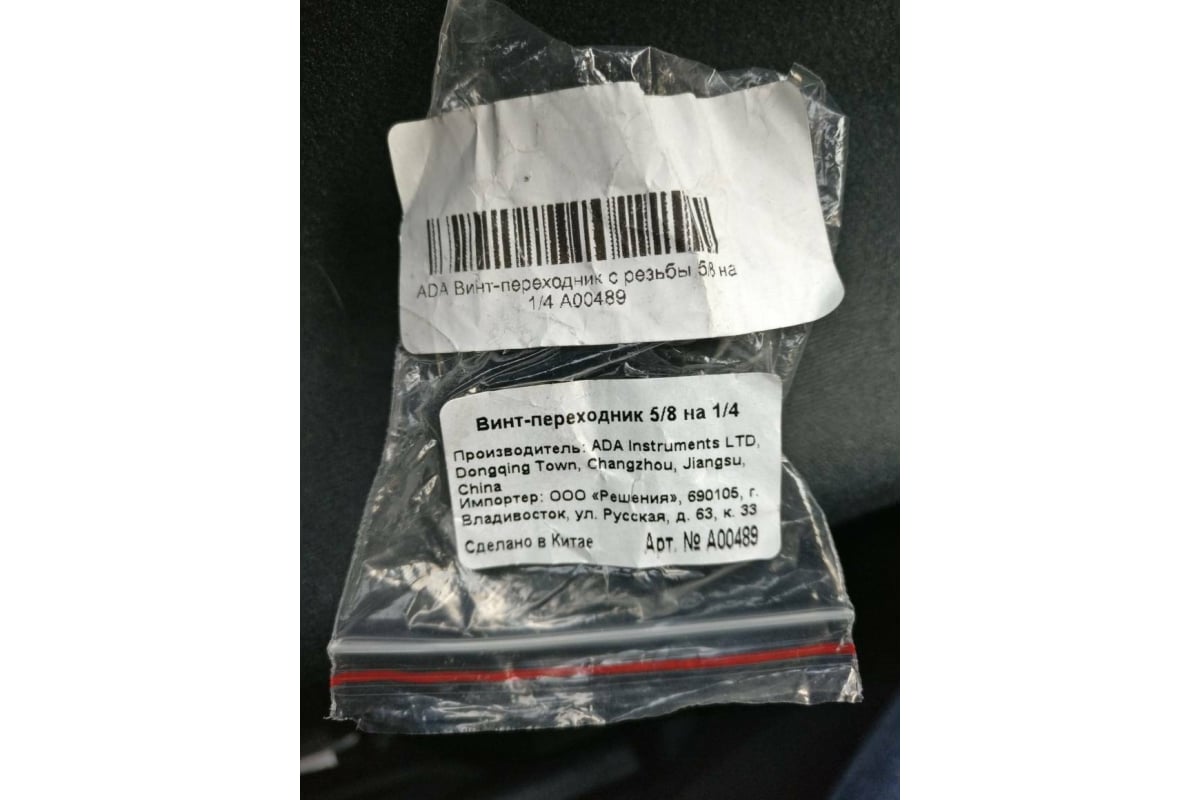 ADA Винт-переходник с резьбы 5/8 на
1/4 A00489
Винт-переходник 5/8 на 1/4
Производитель: ADA Instruments LTD,
Dongqing Town, Changzhou, Jiangsu,
China
Импортер: ООО «Решения», 690105, г.
Владивосток, ул. Русская, д. 63, к. 33
Сделано в Китае Арт. № A00489